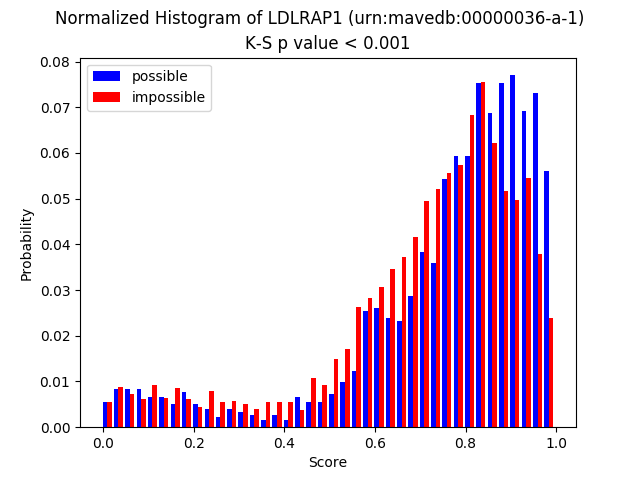 Normalized Histogram of LDLRAP1 (urn:mavedb:00000036-a-1)
K-S p value < 0.001
possible
impossible
0.08
0.07
0.06
0.05
0.04
0.03
0.02
0.01
0.00
Probability
0.0 0.2 0.4 0.6 0.8 1.0
Score